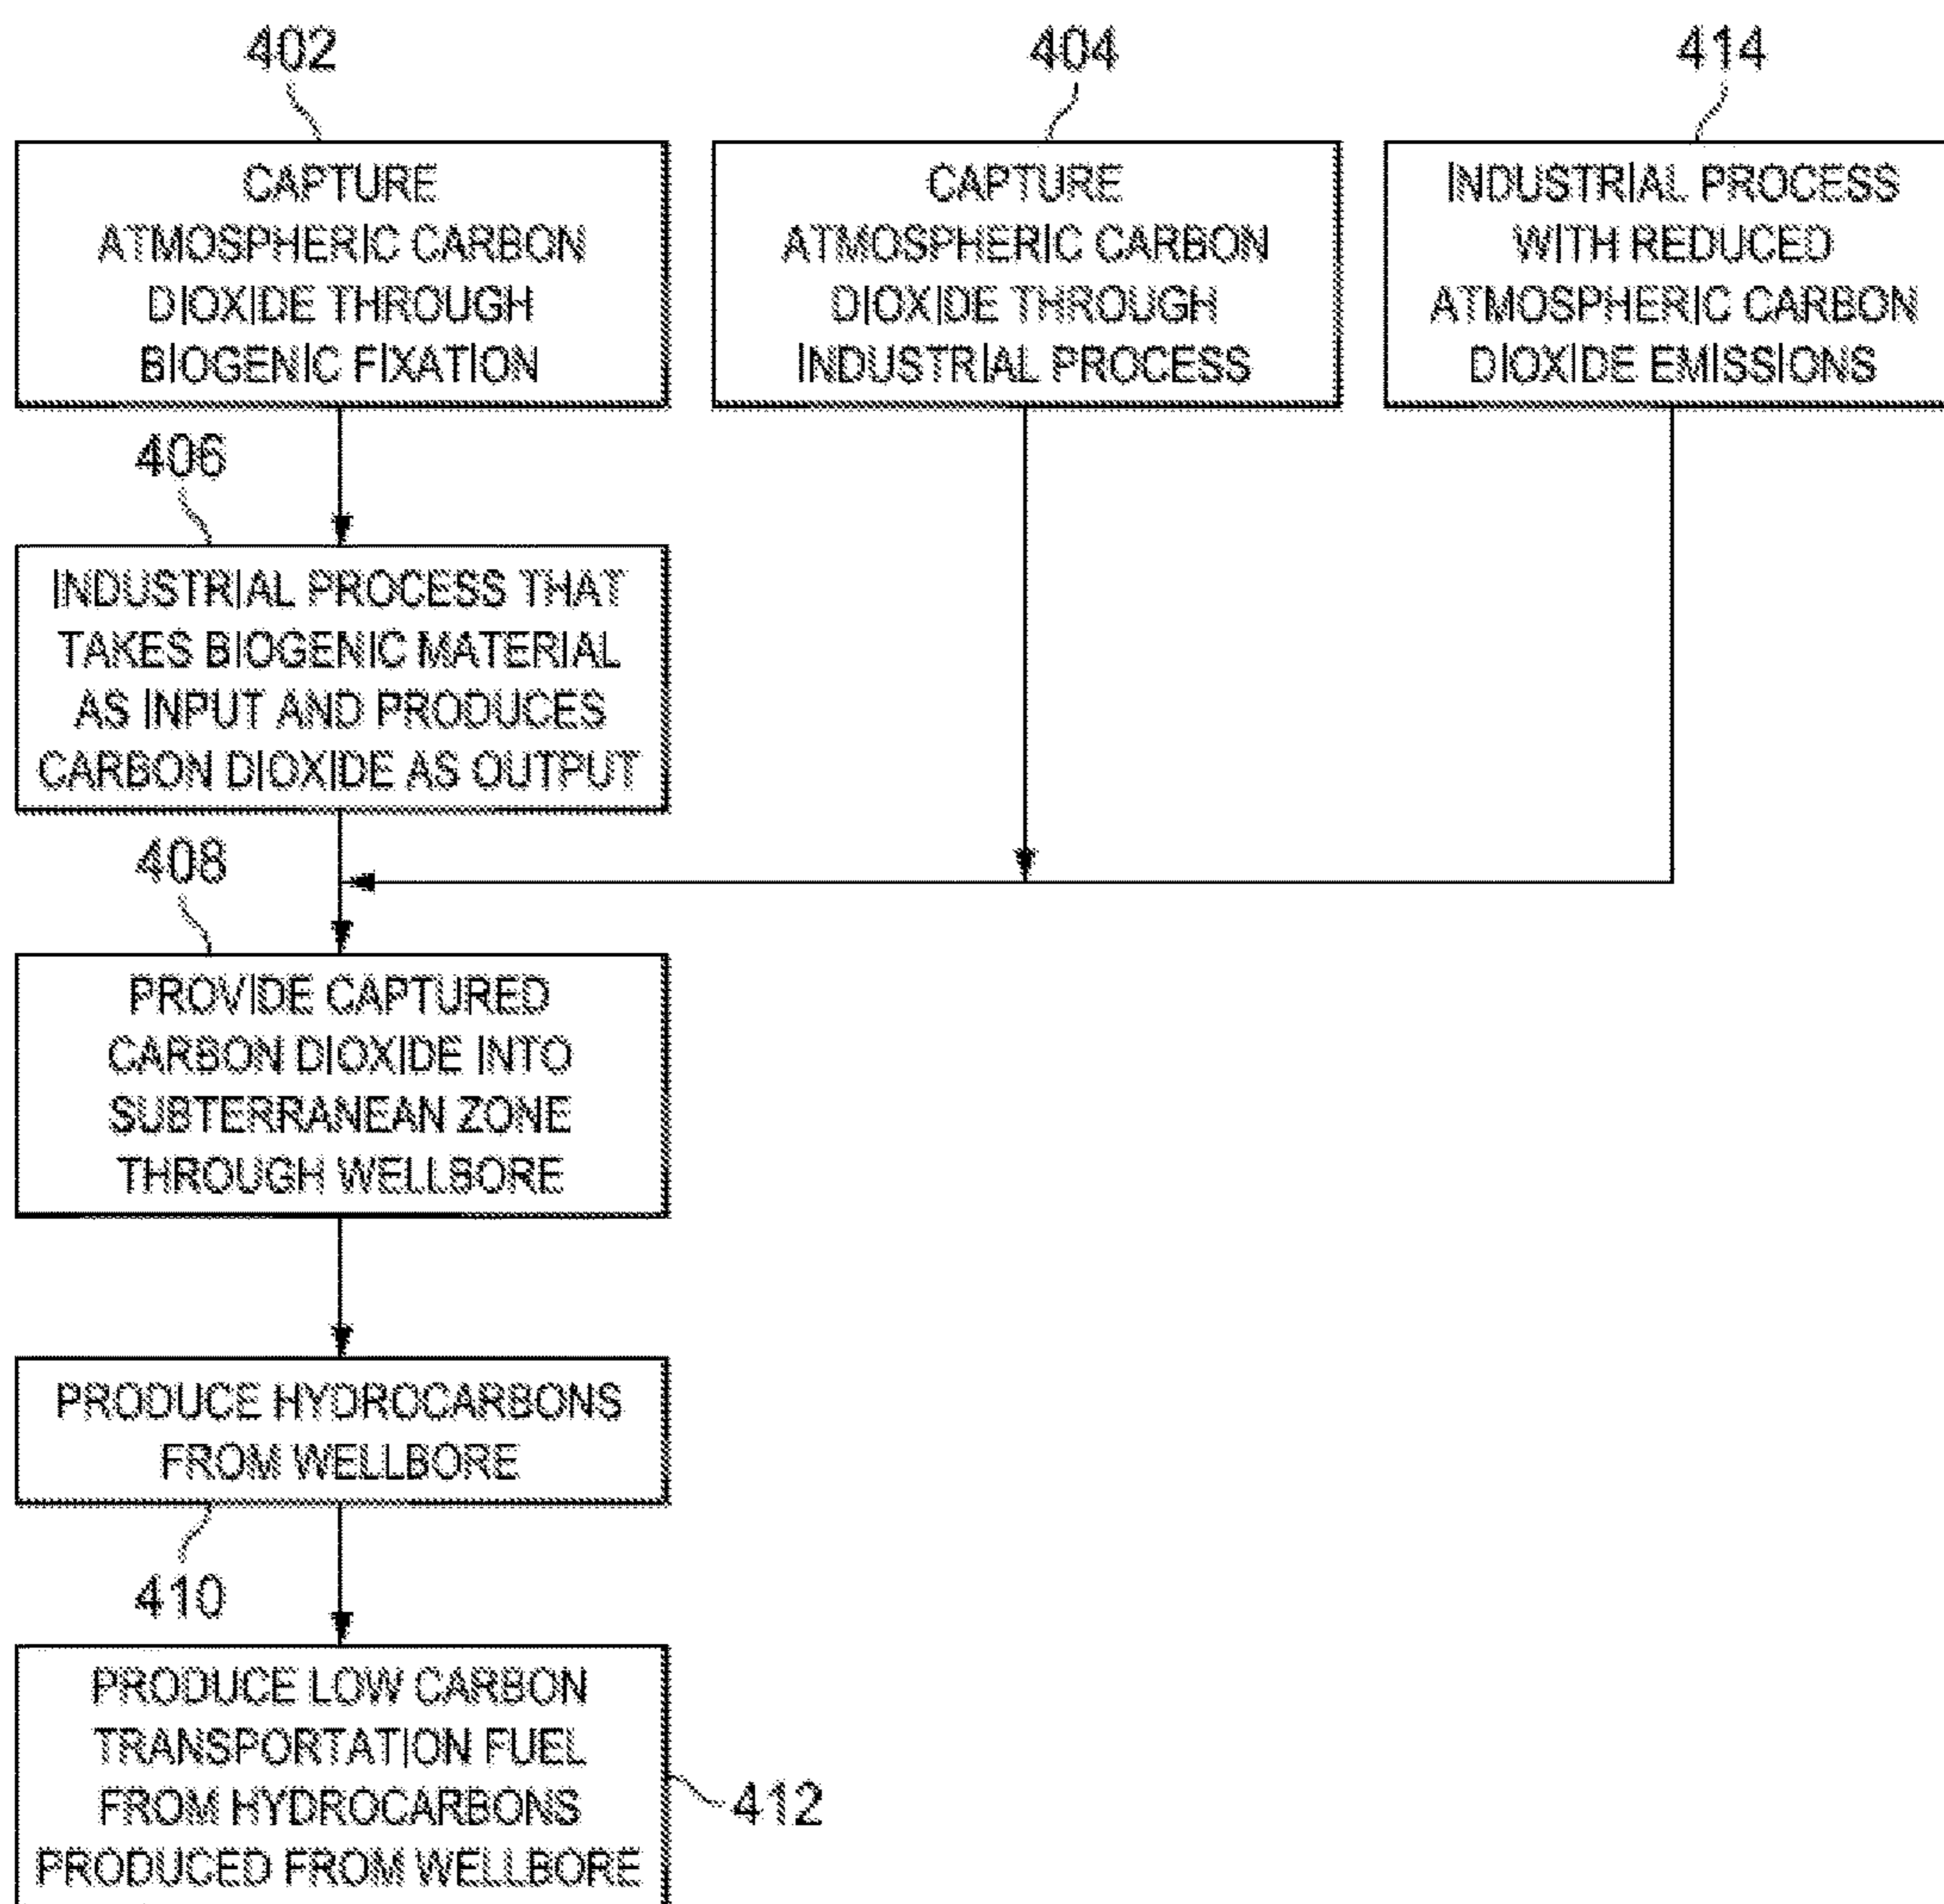 402
CAPTURE
ATMOSPHERIC CARBON
DIOXIDE THROUGH
BIOGENIC FIXATION
404
CAPTURE
ATMOSPHERIC CARBON
DIOXIDE THROUGH
INDUSTRIAL PROCESS
414
INDUSTRIAL PROCESS
WITH REDUCED
ATMOSPHERIC CARBON
DIOXIDE EMISSIONS
406
INDUSTRIAL PROCESS THAT
TAKES BIOGENIC MATERIAL
AS INPUT AND PRODUCES
CARBON DIOXIDE AS OUTPUT
408
PROVIDE CAPTURED
CARBON DIOXIDE INTO
SUBTERRANEAN ZONE
THROUGH WELLBORE
PRODUCE HYDROCARBONS
FROM WELLBORE
410
PRODUCE LOW CARBON
TRANSPORTATION FUEL
FROM HYDROCARBONS
PRODUCED FROM WELLBORE
412